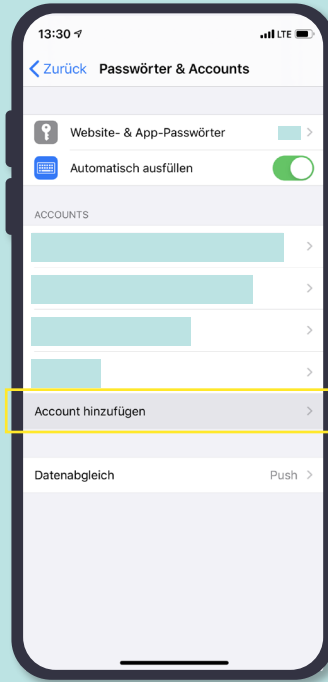 13:30 LTE
Zurück Passwörter & Accounts
Website- & App-Passwörter
Automatisch ausfüllen
ACCOUNTS
Account hinzufügen
Datenabgleich Push